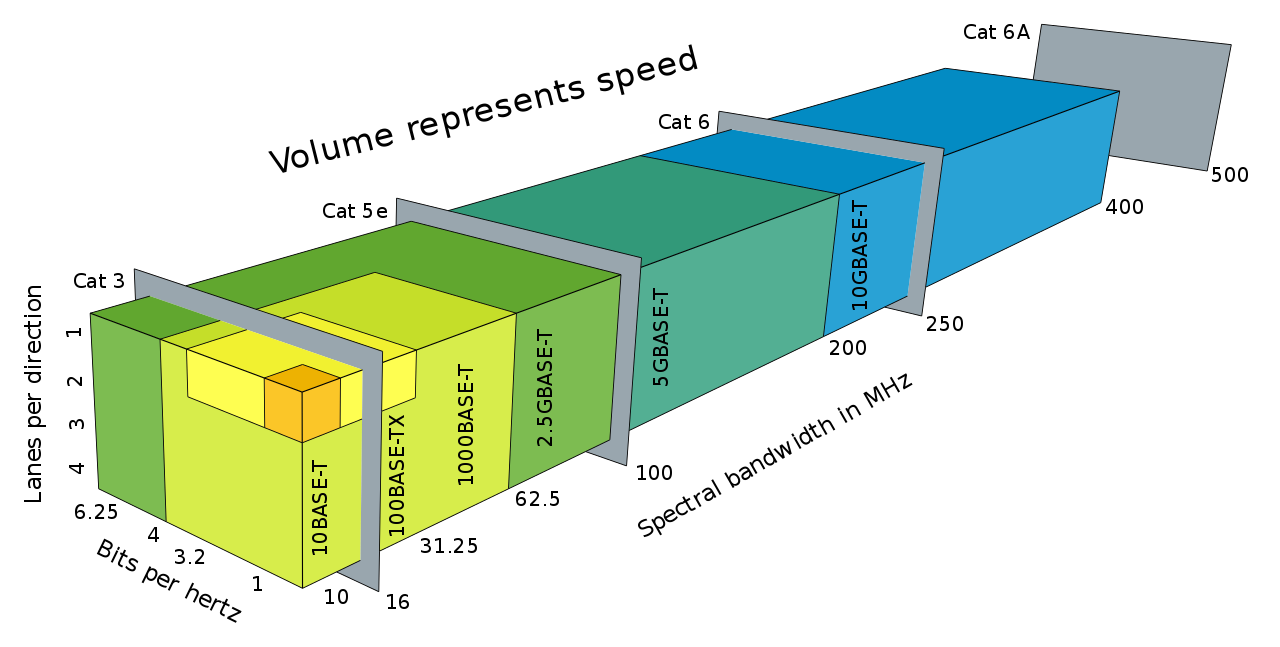 Volume represents speed
Cat 6A
Cat 6
Cat 5e
Cat 3
500
400
250
200
100
62.5
31.25
16
10
Spectral bandwidth in MHz
Lanes per direction
1
2
3
4
6.25
4
3.2
1
Bits per hertz
10BASE-T
100BASE-TX
1000BASE-T
2.5GBASE-T
5GBASE-T
10GBASE-T